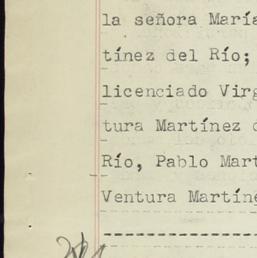 la señora María
tínez del Río;
licenciado Virg
tura Martínez d
Río, Pablo Mart
Ventura Martíne